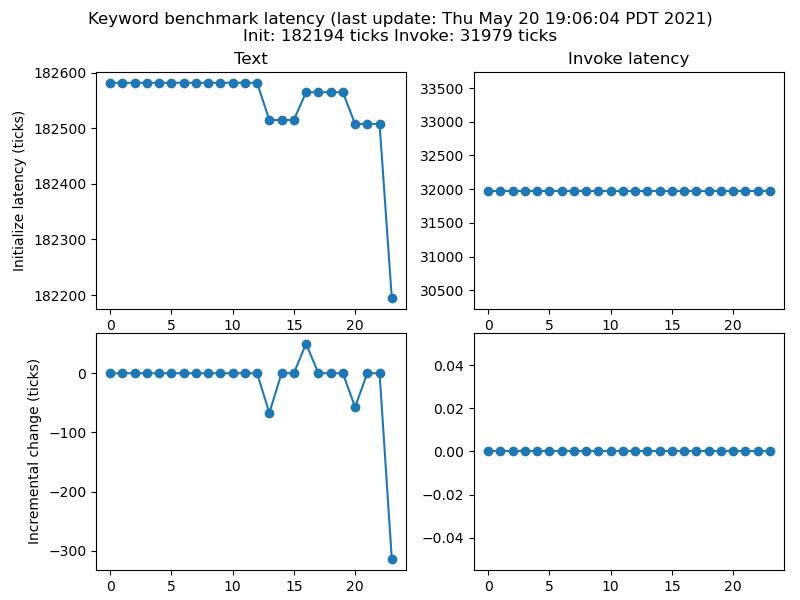 Keyword benchmark latency (last update: Thu May 20 19:06:04 PDT 2021)
Init: 182194 ticks Invoke: 31979 ticks
Text
Initialize latency (ticks)
182600
182500
182400
182300
182200
0 5 10 15 20
Invoke latency
33500
33000
32500
32000
31500
31000
30500
0 5 10 15 20
Incremental change (ticks)
0
−100
−200
−300
0 5 10 15 20
0.04
0.02
0.00
−0.02
−0.04
0 5 10 15 20